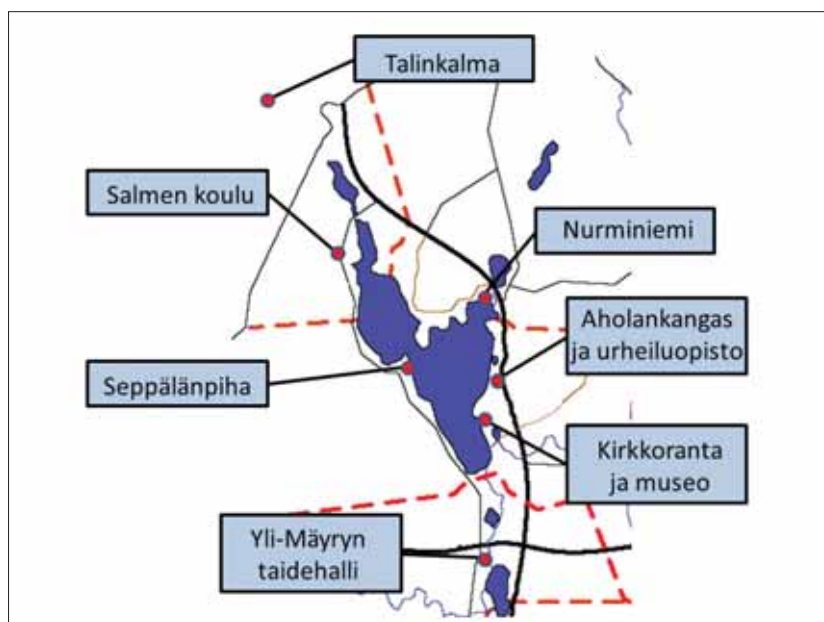 Talinkalma
Salmen koulu
Nurminiemi
Aholankangas
ja urheiluopisto
Seppälänpiha
Kirkkoranta
ja museo
Yli-Mäyryn
taidehalli